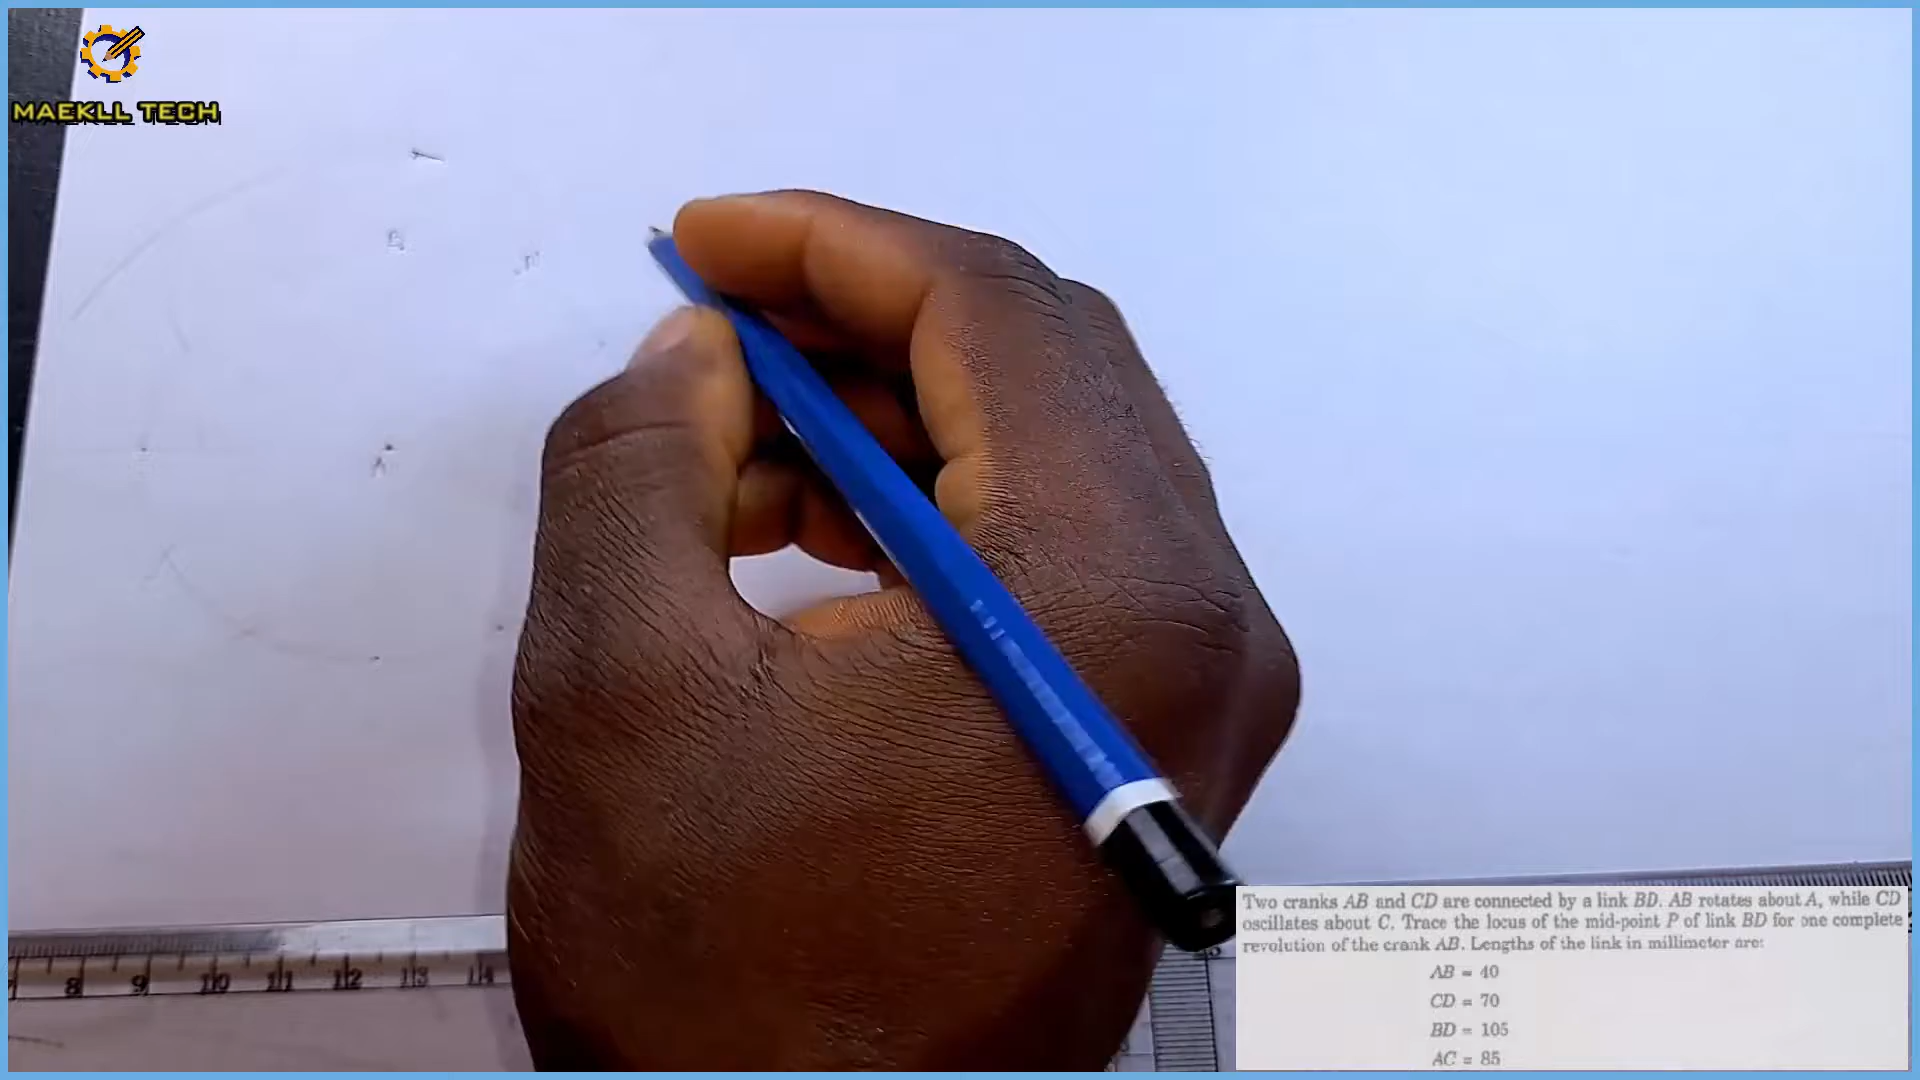 MAEKLL TECH
B
A
8 9 10 11 12 13 14
Two cranks AB and CD are connected by a link BD. AB rotates about A, while CD
oscillates about C. Trace the locus of the mid-point P of link BD for one complete
revolution of the crank AB. Lengths of the link in millimeter are:
AB = 40
CD = 70
BD = 105
AC = 85